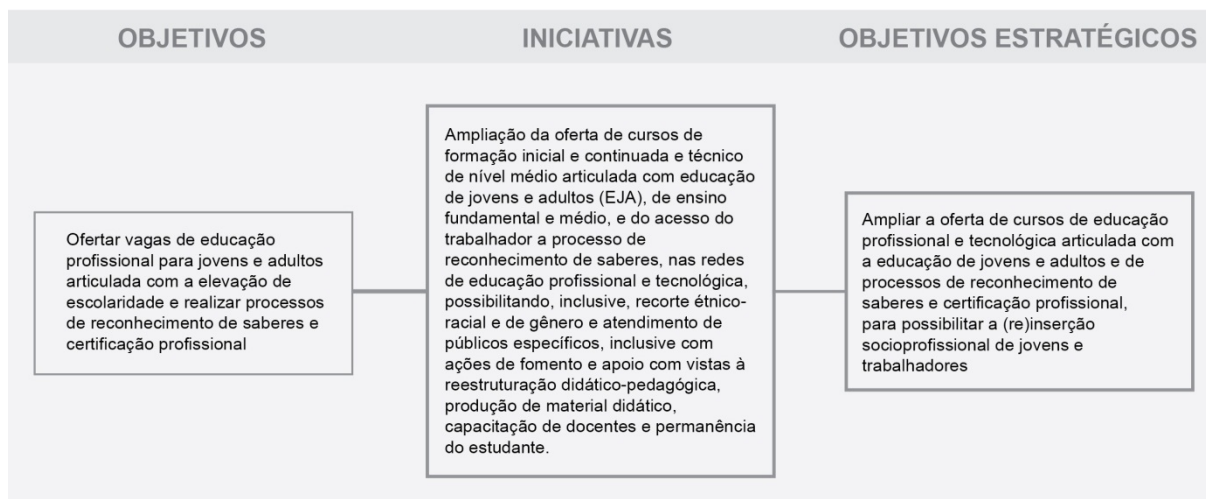 OBJETIVOS
INICIATIVAS
OBJETIVOS ESTRATÉGICOS
Ofertar vagas de educação
profissional para jovens e adultos
articulada com a elevação de
escolaridade e realizar processos
de reconhecimento de saberes e
certificação profissional
Ampliação da oferta de cursos de
formação inicial e continuada e técnico
de nível médio articulada com educação
de jovens e adultos (EJA), de ensino
fundamental e médio, e do acesso do
trabalhador a processo de
reconhecimento de saberes, nas redes
de educação profissional e tecnológica,
possibilitando, inclusive, recorte étnico-
racial e de gênero e atendimento de
públicos específicos, inclusive com
ações de fomento e apoio com vistas à
reestruturação didático-pedagógica,
produção de material didático,
capacitação de docentes e permanência
do estudante.
Ampliar a oferta de cursos de educação
profissional e tecnológica articulada com
a educação de jovens e adultos e de
processos de reconhecimento de
saberes e certificação profissional,
para possibilitar a (re)inserção
socioprofissional de jovens e
trabalhadores